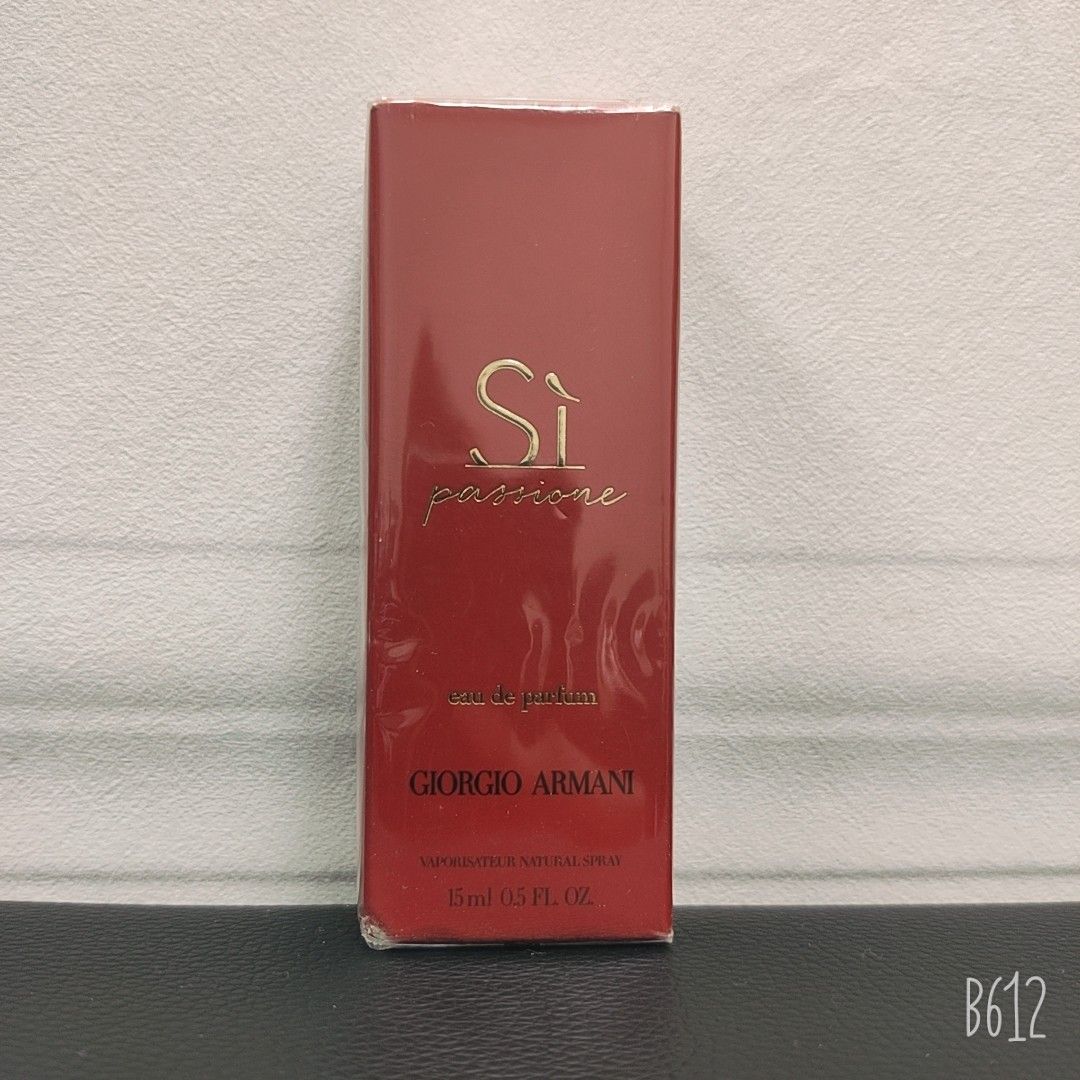 Sì
passione
eau de parfum
GIORGIO ARMANI
VAPORISATEUR NATURAL SPRAY
15 ml 0.5 FL. OZ.
B612